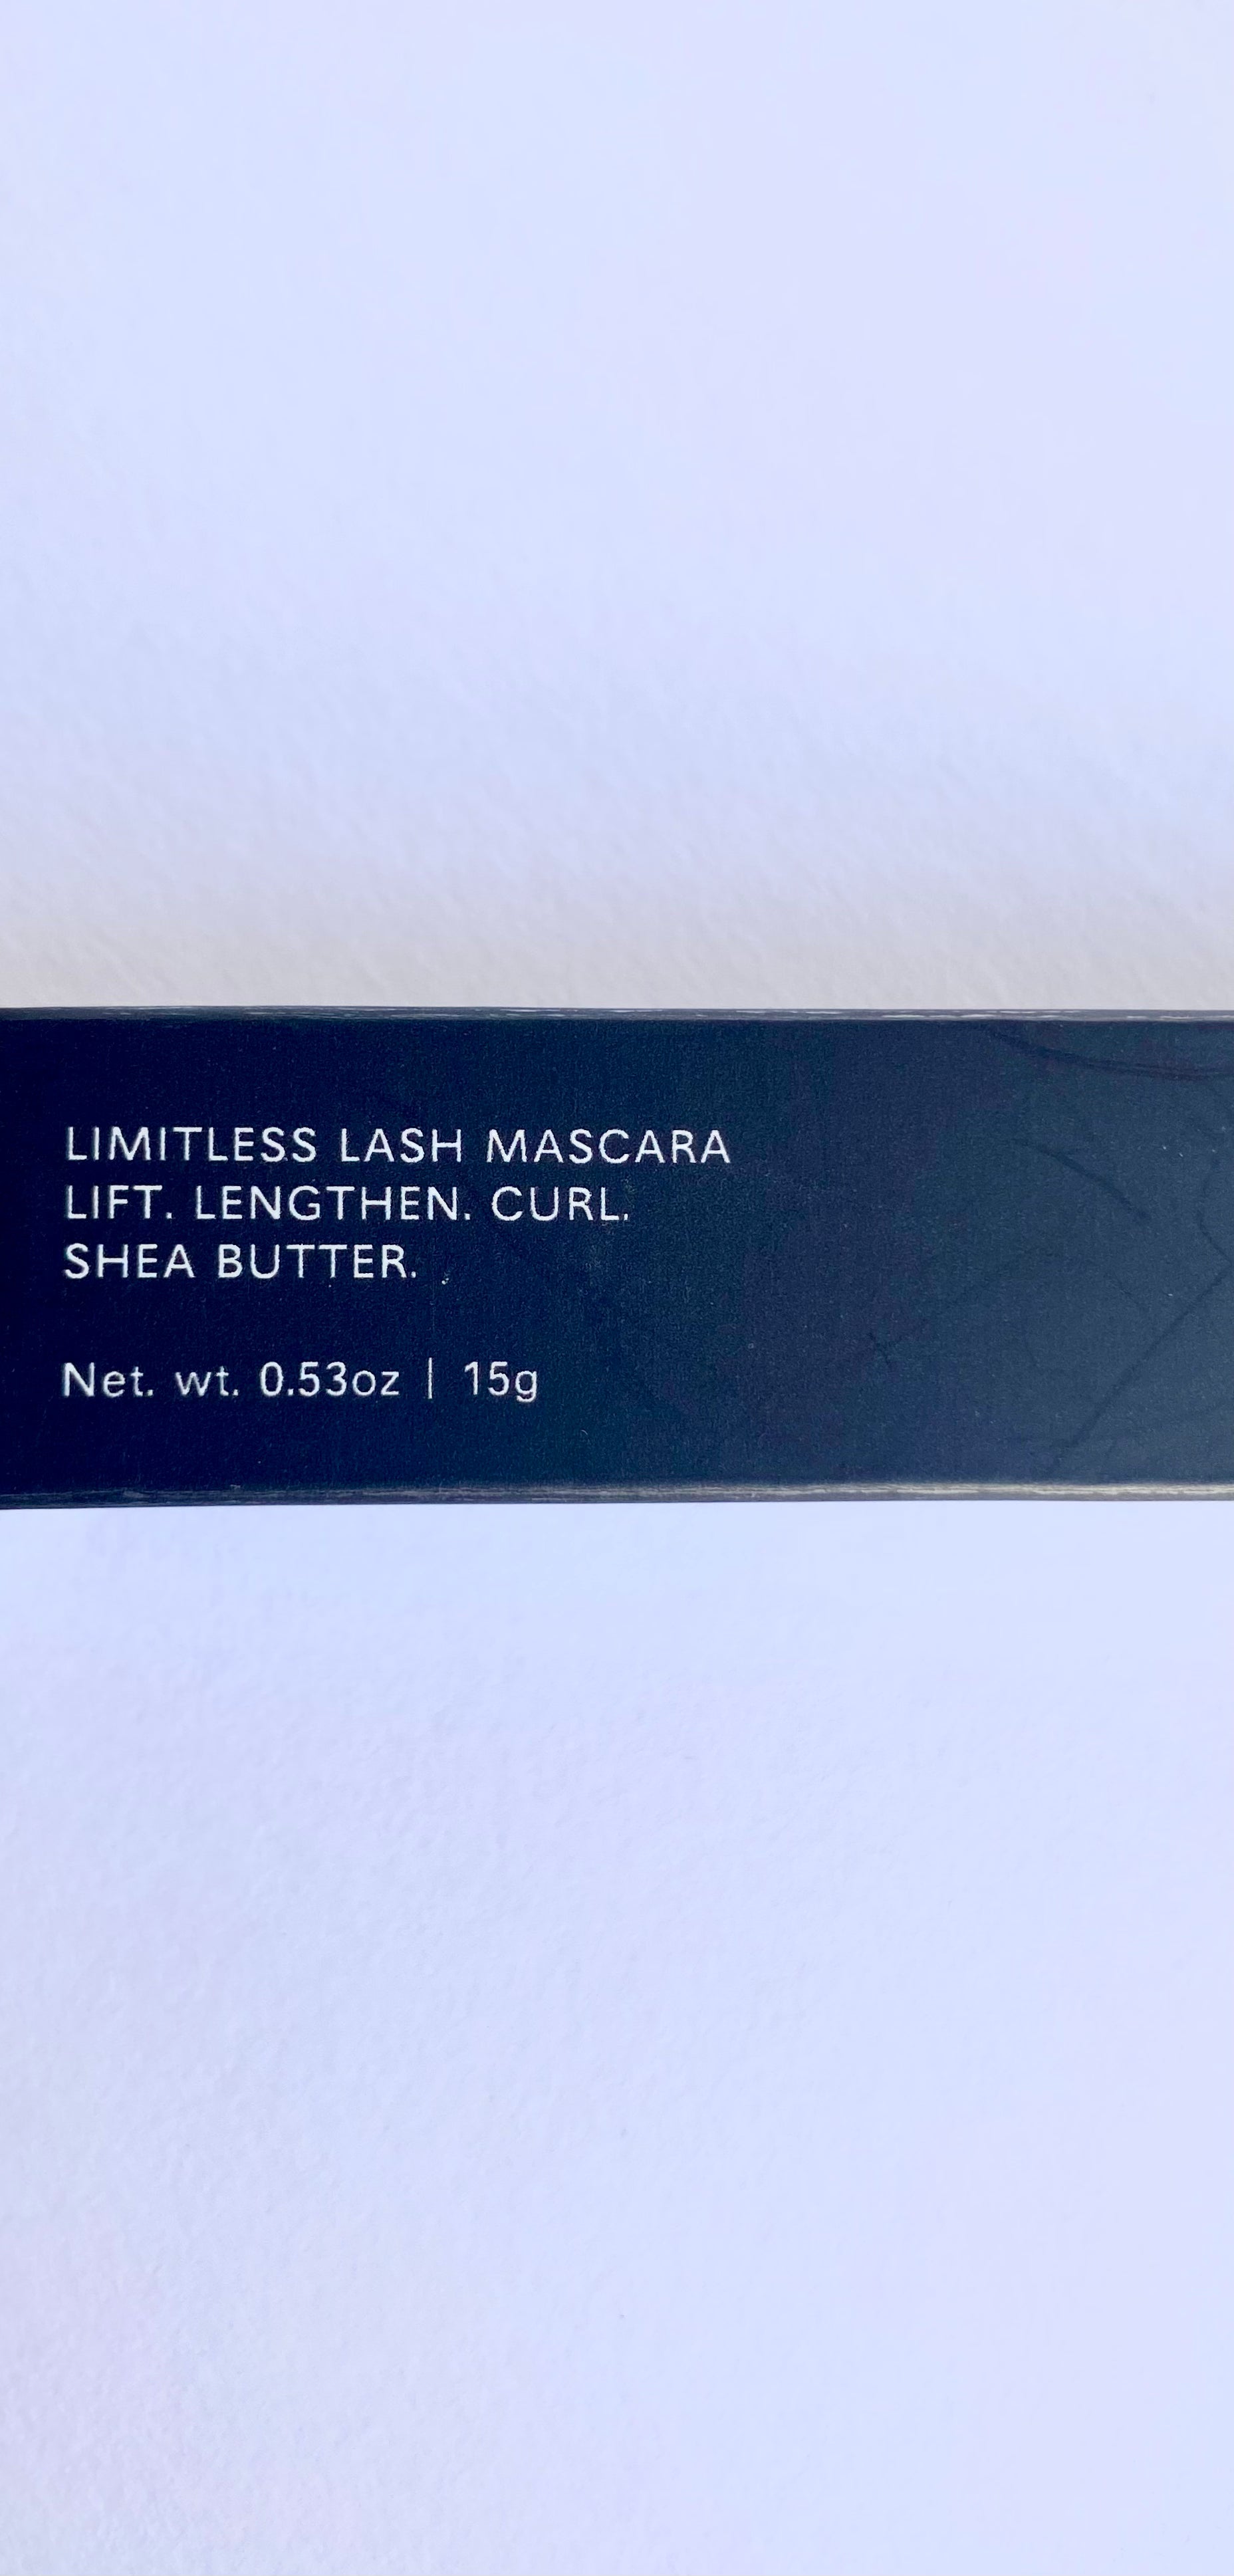 LIMITLESS LASH MASCARA
LIFT. LENGTHEN. CURL.
SHEA BUTTER.
Net. wt. 0.53oz | 15g